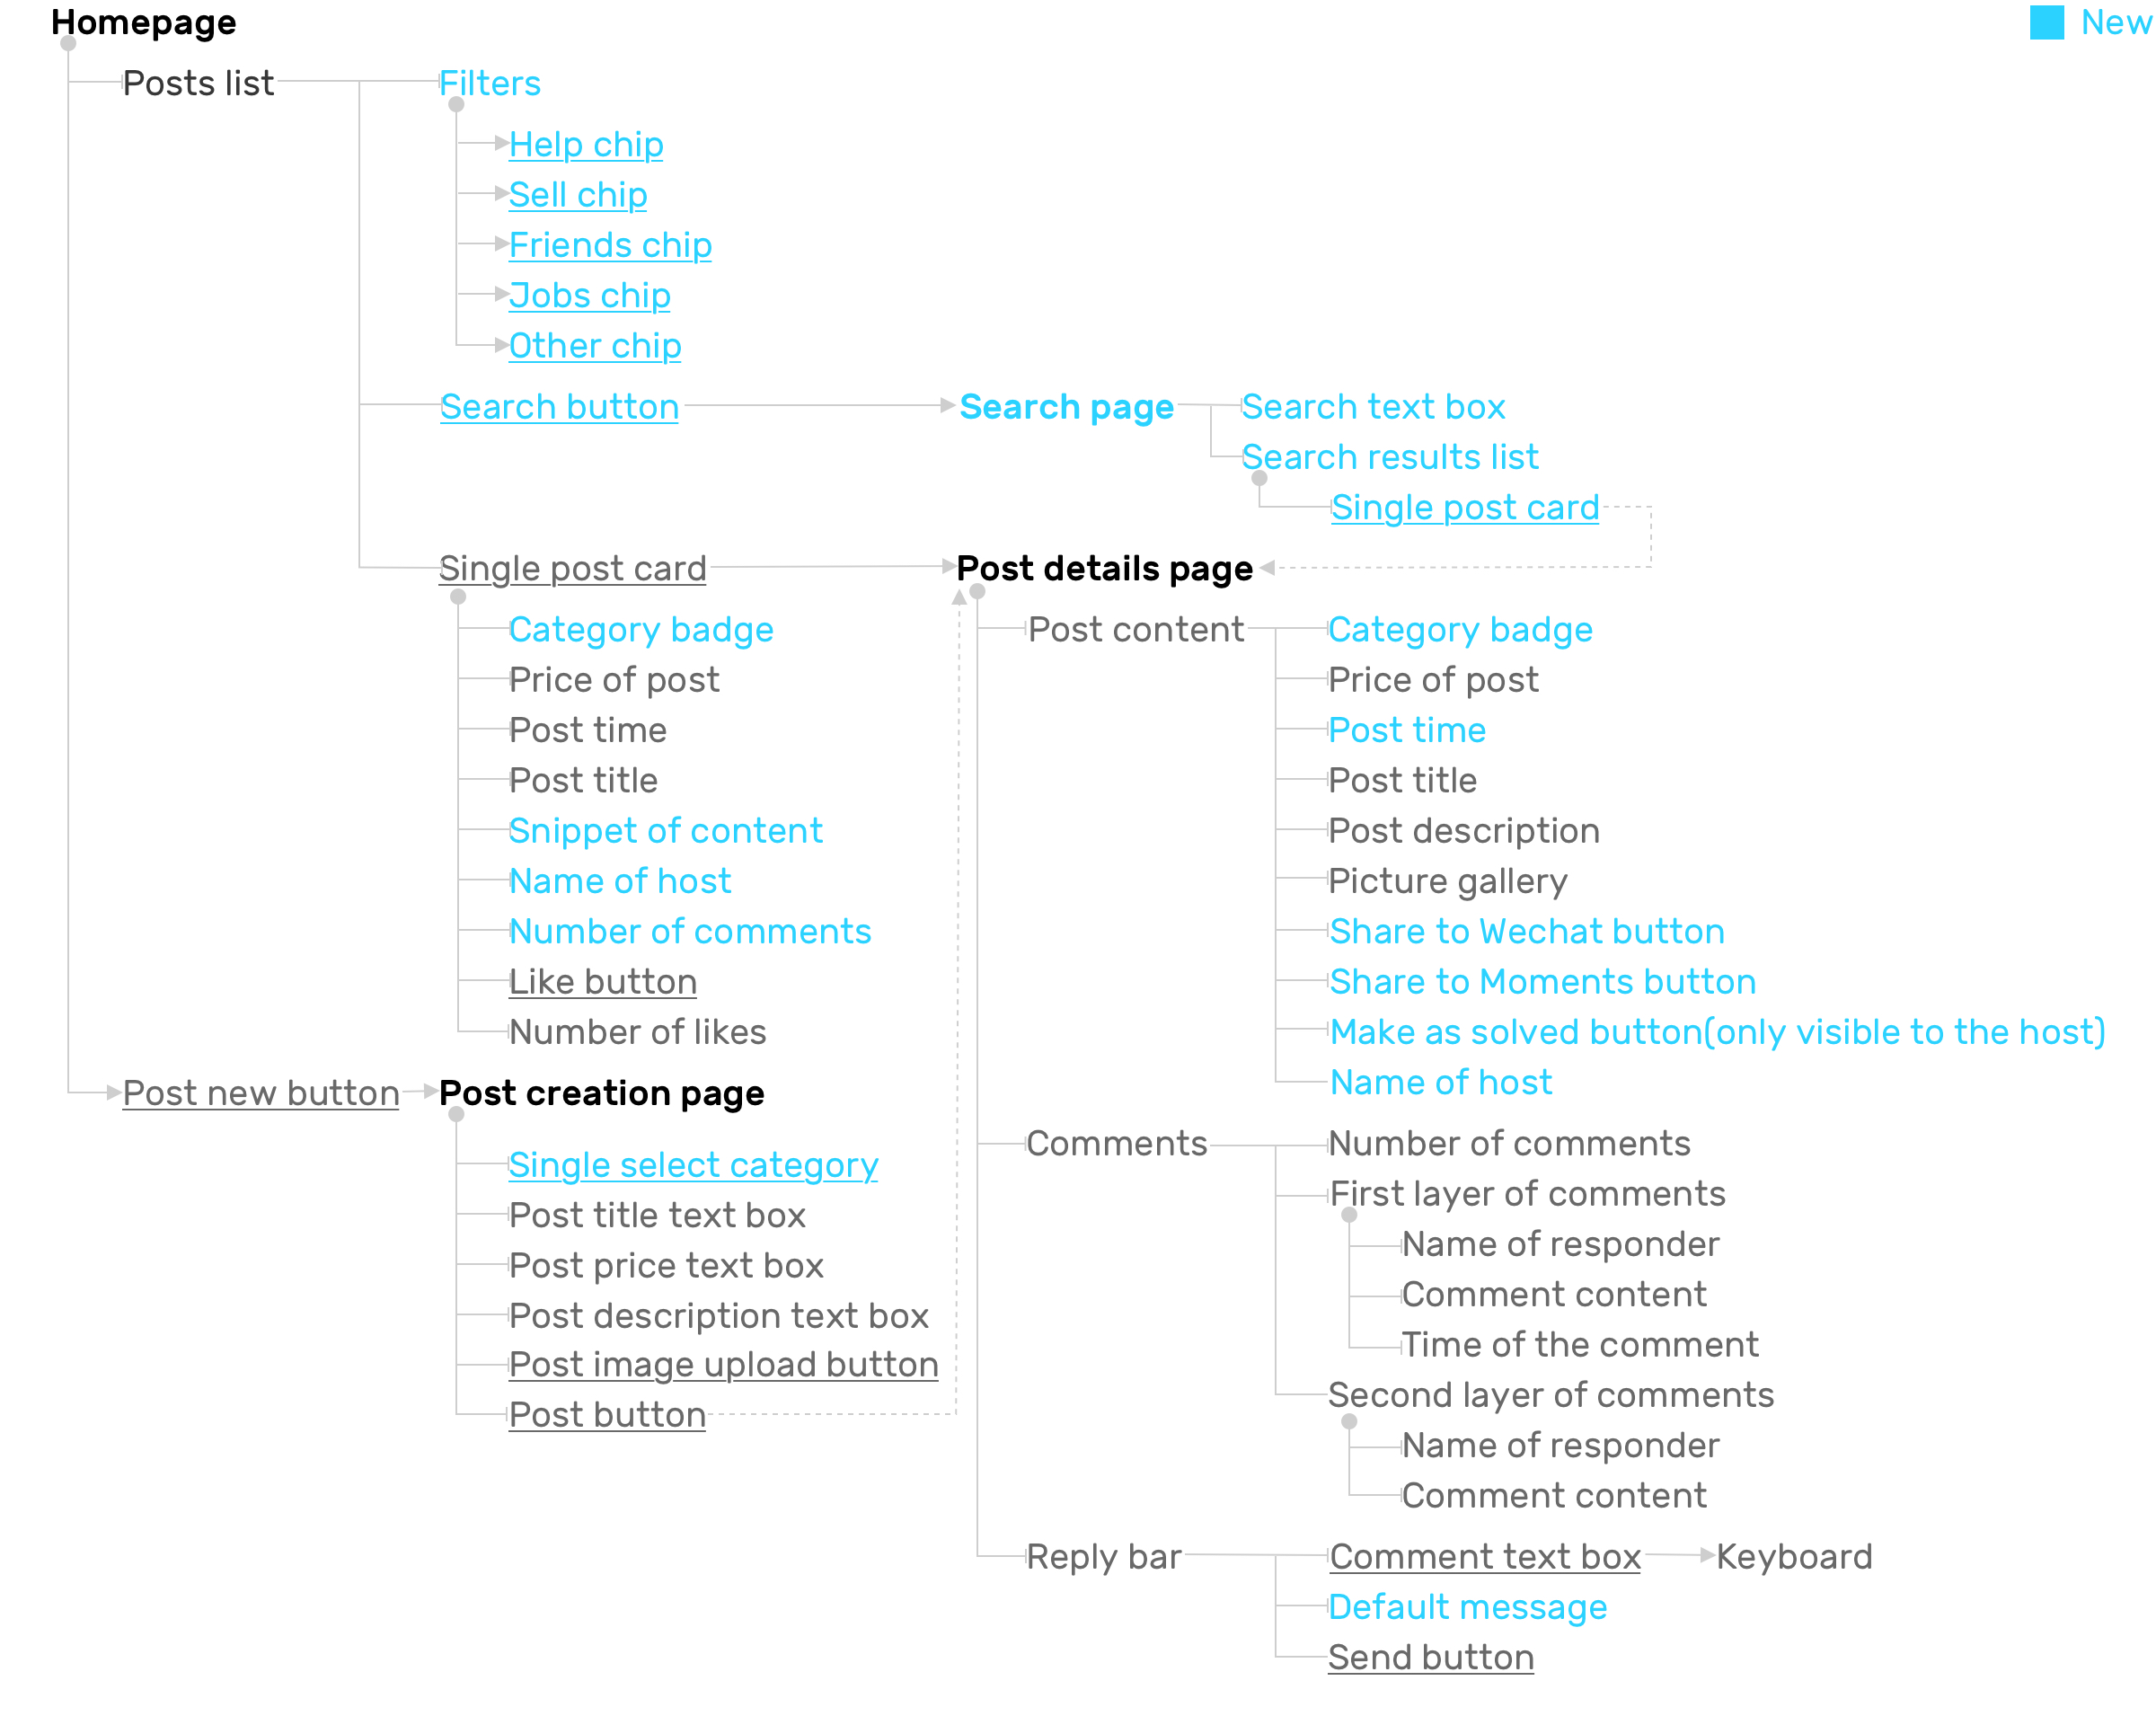 Homepage
New
Posts list
Filters
Help chip
Sell chip
Friends chip
Jobs chip
Other chip
Search button
Search page
Search text box
Search results list
Single post card
Single post card
Category badge
Price of post
Post time
Post title
Snippet of content
Name of host
Number of comments
Like button
Number of likes
Post details page
Post content
Category badge
Price of post
Post time
Post title
Post description
Picture gallery
Share to Wechat button
Share to Moments button
Make as solved button(only visible to the host)
Name of host
Comments
Number of comments
First layer of comments
Name of responder
Comment content
Time of the comment
Second layer of comments
Name of responder
Comment content
Reply bar
Comment text box
Keyboard
Default message
Send button
Post new button
Post creation page
Single select category
Post title text box
Post price text box
Post description text box
Post image upload button
Post button